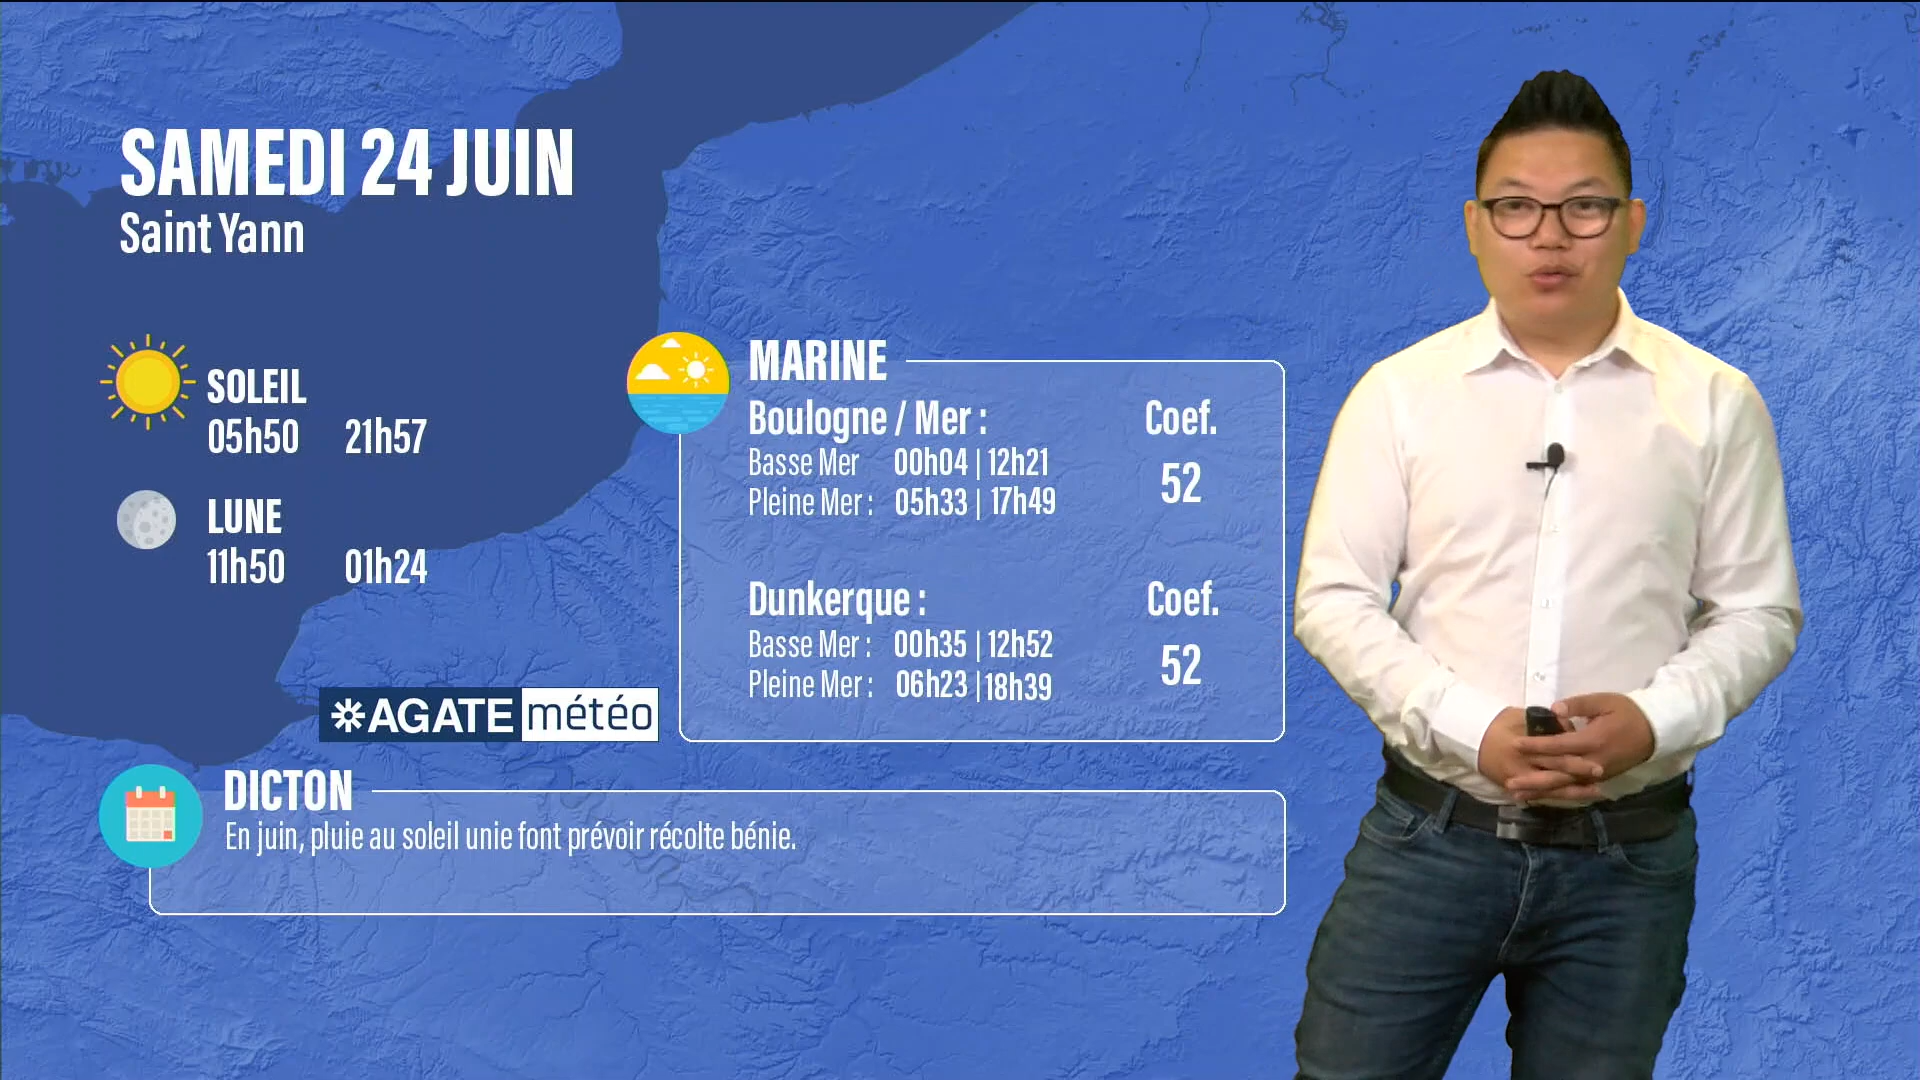 SAMEDI 24 JUIN
Saint Yann
SOLEIL
05h50 21h57
LUNE
11h50 01h24
MARINE
Boulogne / Mer : Coef.
Basse Mer 00h04 | 12h21
52
Pleine Mer : 05h33 | 17h49
Dunkerque : Coef.
Basse Mer : 00h35 | 12h52
52
Pleine Mer : 06h23 | 18h39
AGATE météo
DICTON
En juin, pluie au soleil unie font prévoir récolte bénie.